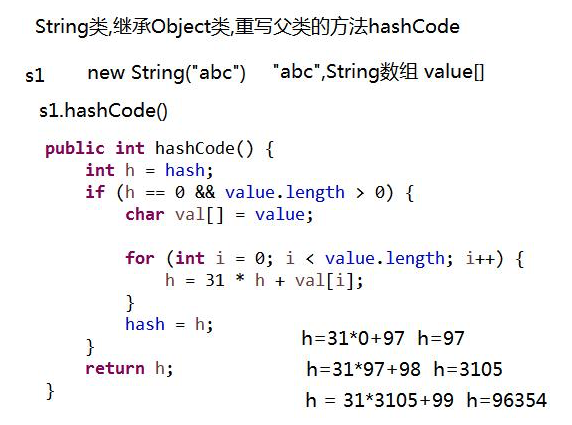 String类,继承Object类,重写父类的方法hashCode
s1 new String("abc") "abc",String数组 value[]
s1.hashCode()
public int hashCode() {
int h = hash;
if (h == 0 && value.length > 0) {
char val[] = value;
for (int i = 0; i < value.length; i++) {
h = 31 * h + val[i];
}
hash = h;
}
return h;
}
h=31*0+97 h=97
h=31*97+98 h=3105
h = 31*3105+99 h=96354